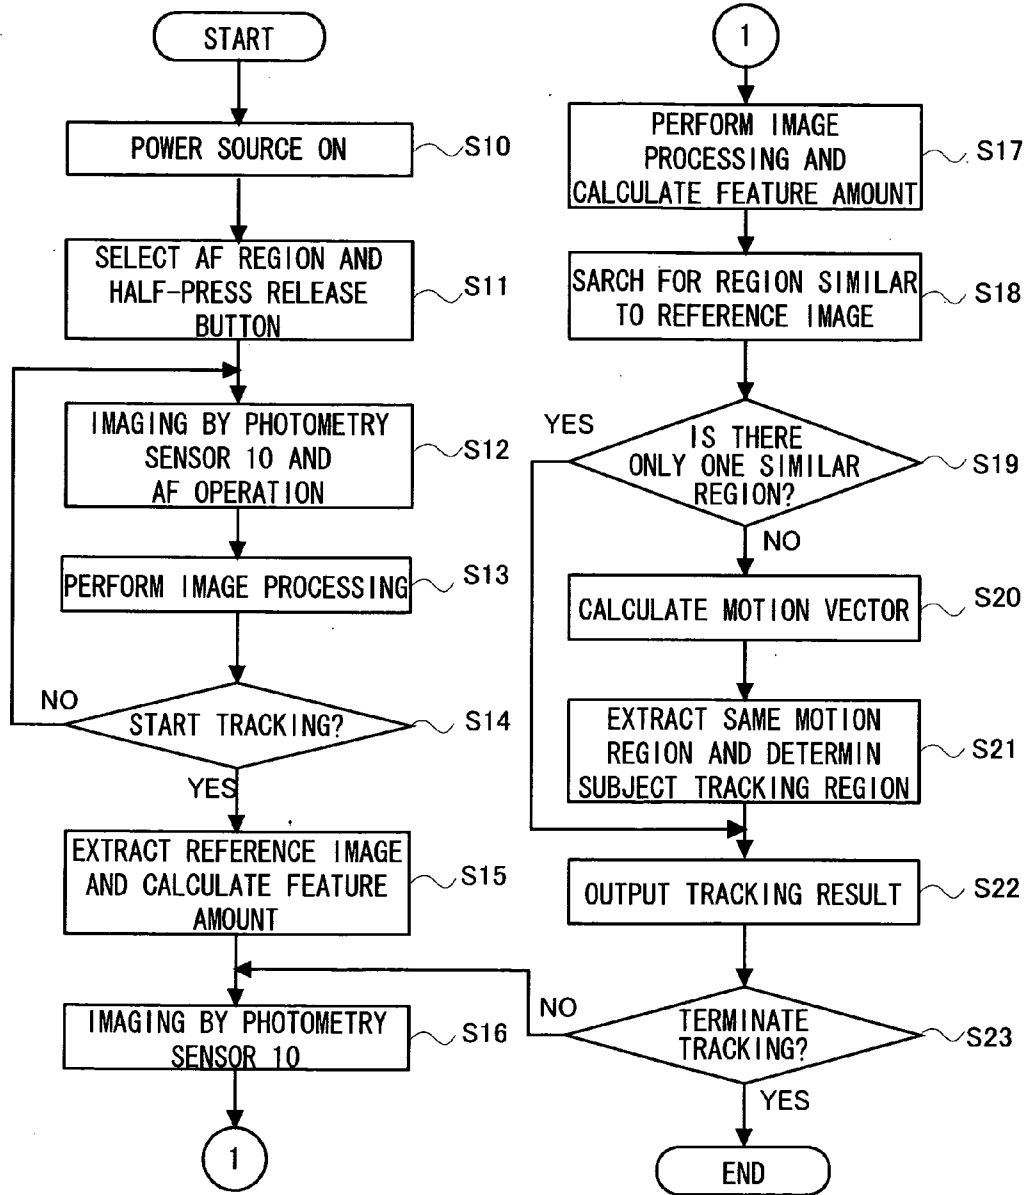 START
POWER SOURCE ON
S10
SELECT AF REGION AND
HALF-PRESS RELEASE
BUTTON
S11
IMAGING BY PHOTOMETRY
SENSOR 10 AND
AF OPERATION
S12
PERFORM IMAGE PROCESSING
S13
NO
START TRACKING?
S14
YES
EXTRACT REFERENCE IMAGE
AND CALCULATE FEATURE
AMOUNT
S15
IMAGING BY PHOTOMETRY
SENSOR 10
S16
1
1
PERFORM IMAGE
PROCESSING AND
CALCULATE FEATURE AMOUNT
S17
SARCH FOR REGION SIMILAR
TO REFERENCE IMAGE
S18
YES
IS THERE
ONLY ONE SIMILAR
REGION?
S19
NO
CALCULATE MOTION VECTOR
S20
EXTRACT SAME MOTION
REGION AND DETERMIN
SUBJECT TRACKING REGION
S21
OUTPUT TRACKING RESULT
S22
NO
TERMINATE
TRACKING?
S23
YES
END